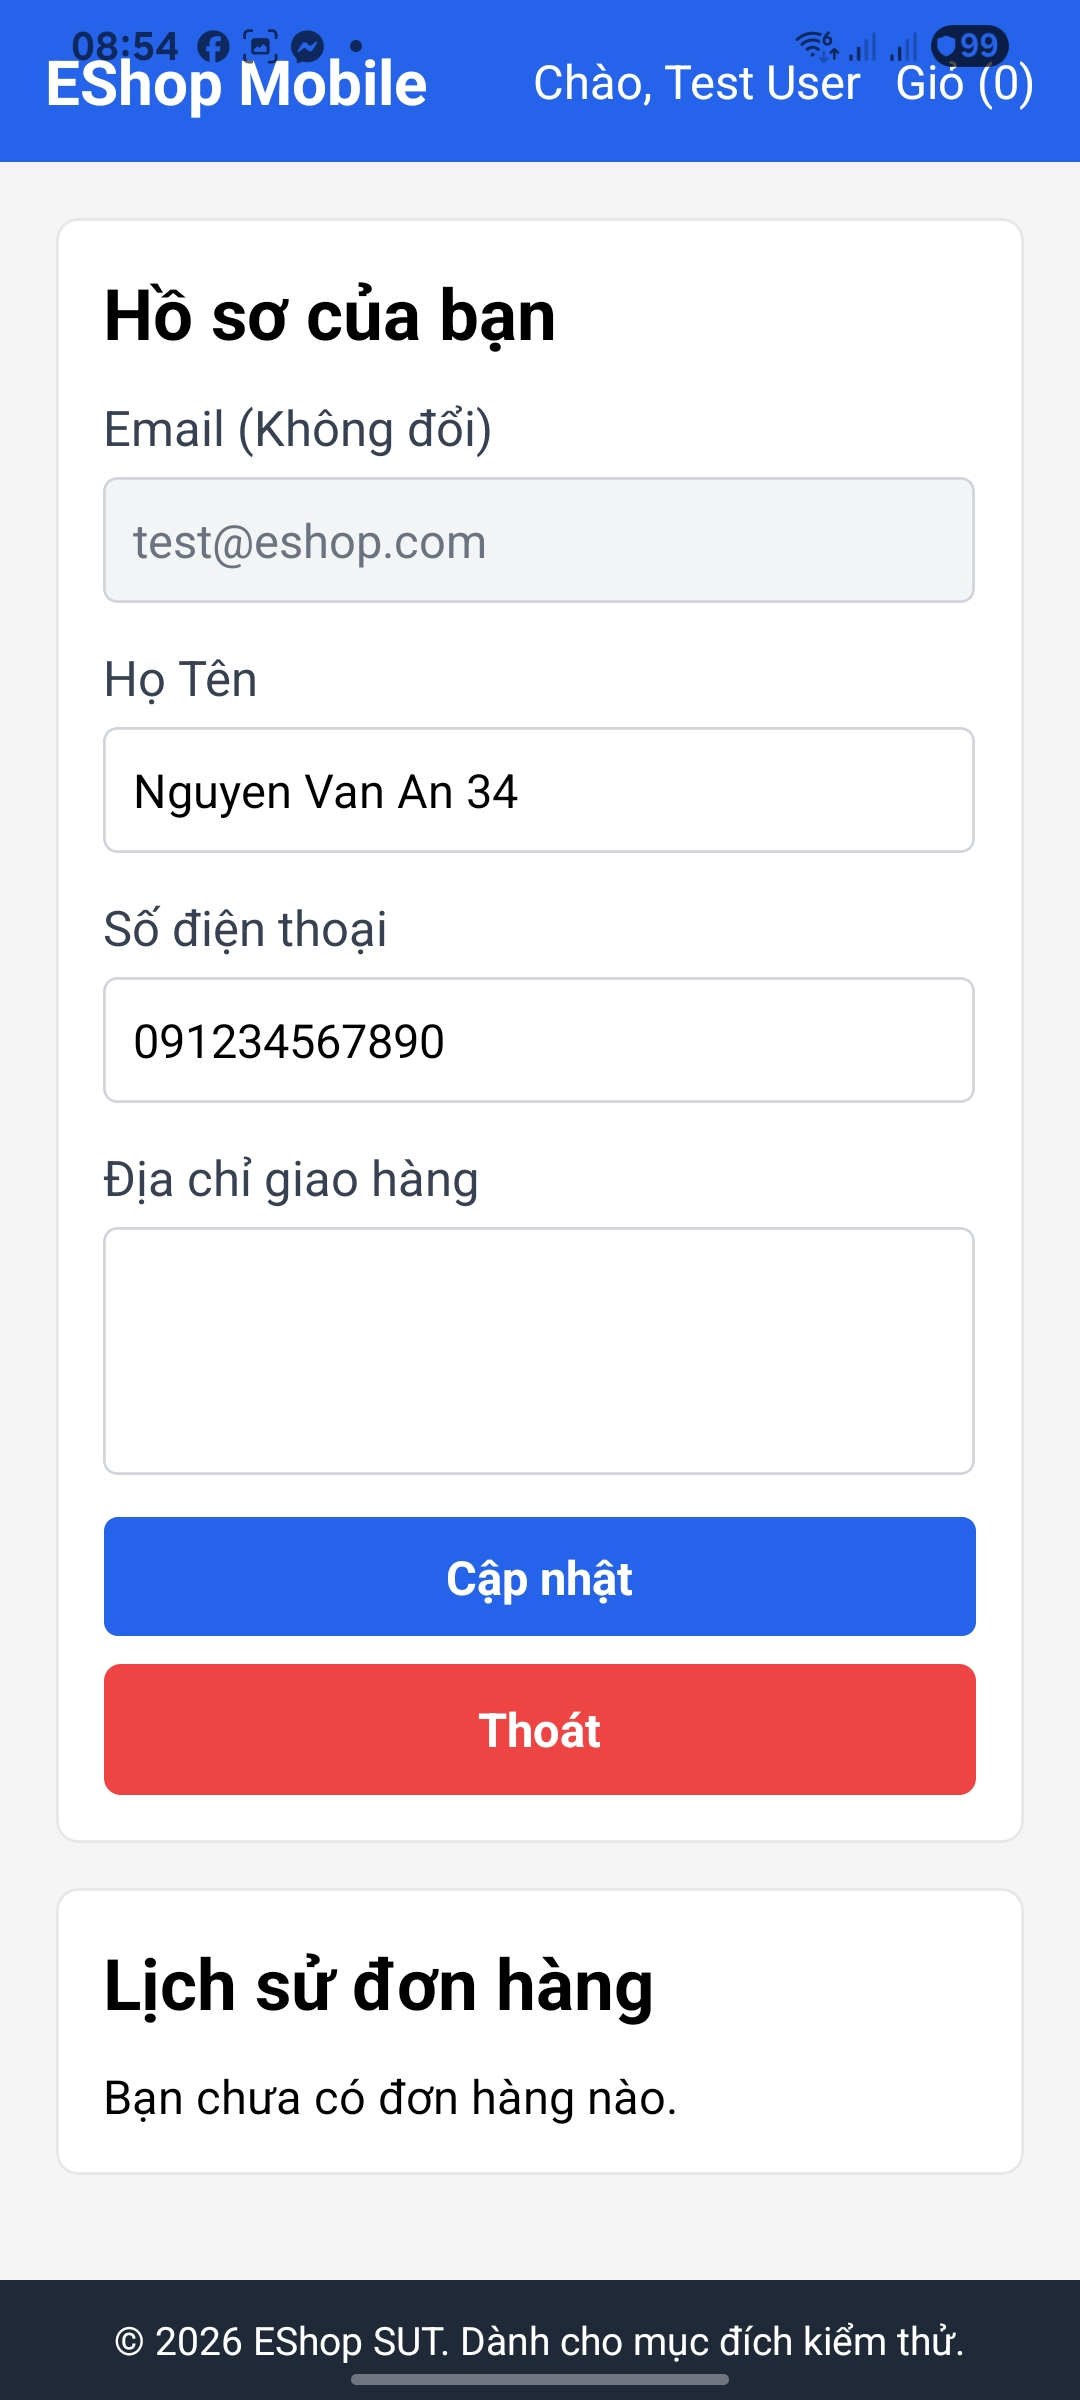 08:54
99
EShop Mobile
Chào, Test User
Giỏ (0)
Hồ sơ của bạn
Email (Không đổi)
test@eshop.com
Họ Tên
Nguyen Van An 34
Số điện thoại
091234567890
Địa chỉ giao hàng
Cập nhật
Thoát
Lịch sử đơn hàng
Bạn chưa có đơn hàng nào.
© 2026 EShop SUT. Dành cho mục đích kiểm thử.